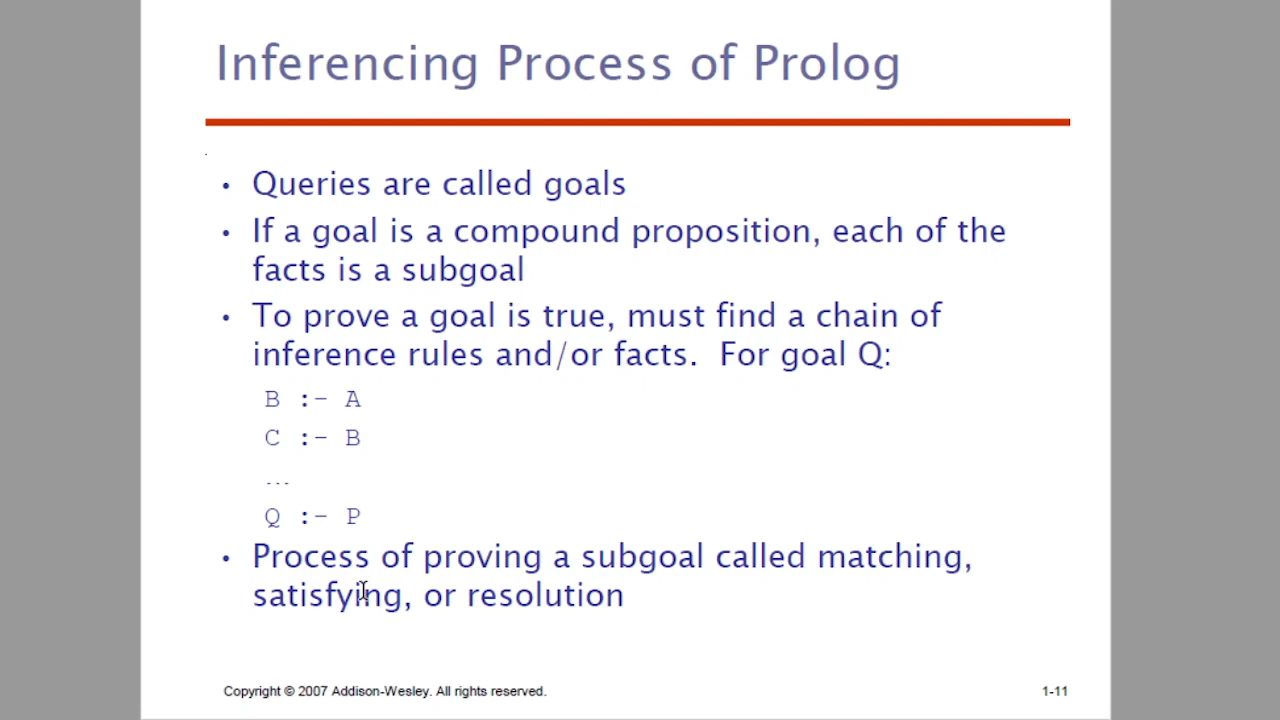 Inferencing Process of Prolog
• Queries are called goals
• If a goal is a compound proposition, each of the
facts is a subgoal
• To prove a goal is true, must find a chain of
inference rules and/or facts. For goal Q:
B :- A
C :- B
...
Q :- P
• Process of proving a subgoal called matching,
satisfying, or resolution
Copyright © 2007 Addison-Wesley. All rights reserved.
1-11